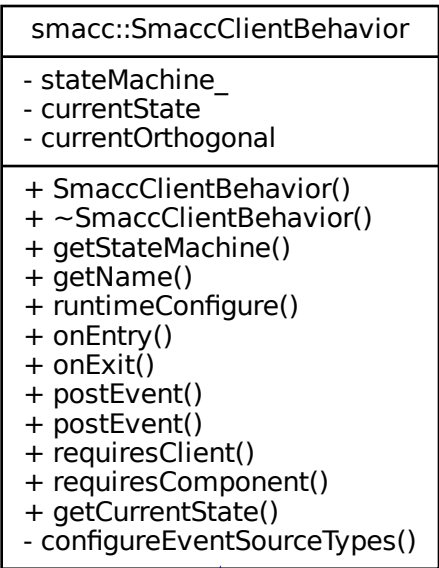 smacc::SmaccClientBehavior
- stateMachine_
- currentState
- currentOrthogonal
+ SmaccClientBehavior()
+ ~SmaccClientBehavior()
+ getStateMachine()
+ getName()
+ runtimeConfigure()
+ onEntry()
+ onExit()
+ postEvent()
+ postEvent()
+ requiresClient()
+ requiresComponent()
+ getCurrentState()
- configureEventSourceTypes()